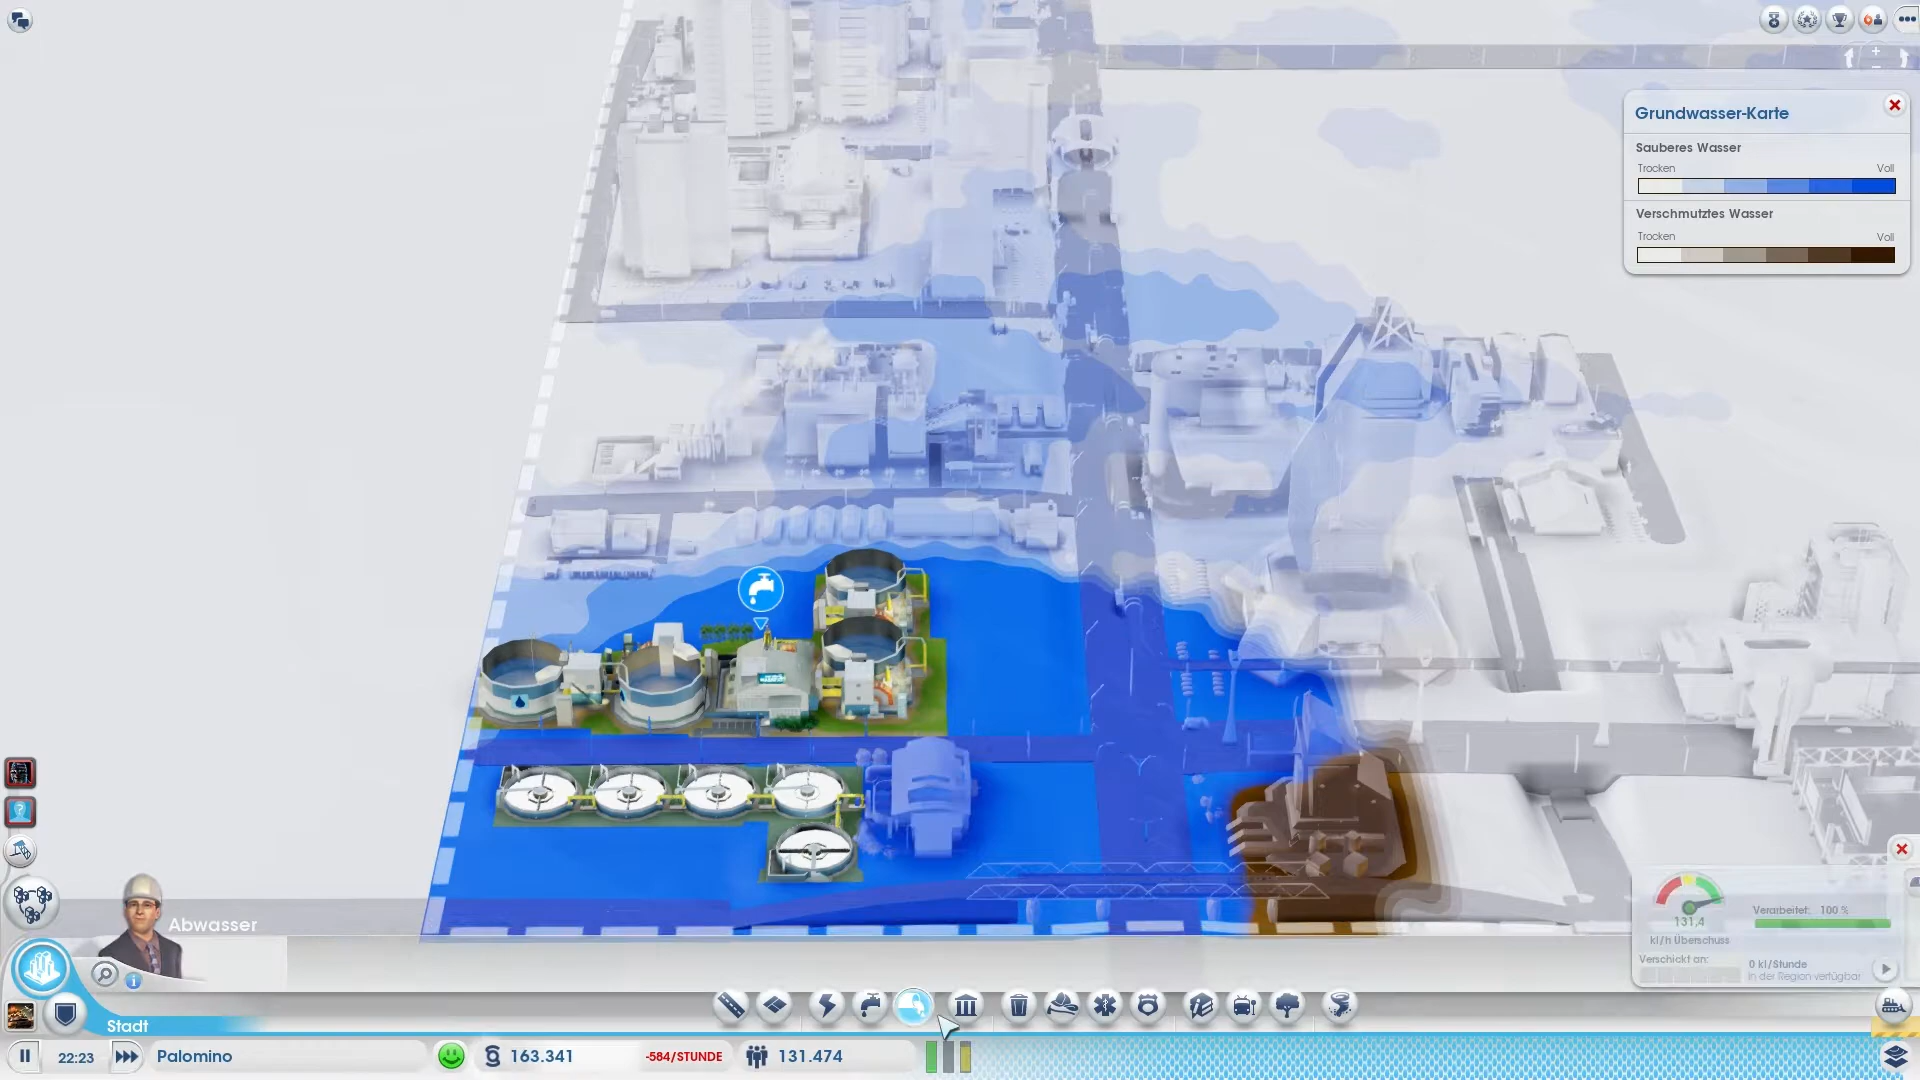 Grundwasser-Karte
Sauberes Wasser
Trocken Voll
Verschmutztes Wasser
Trocken Voll
Abwasser
131,4
kl/h Überschuss
Verarbeitet: 100 %
Verschickt an:
0 kl/Stunde
In der Region verfügbar
Stadt
22:23
Palomino
163.341
-584/STUNDE
131.474